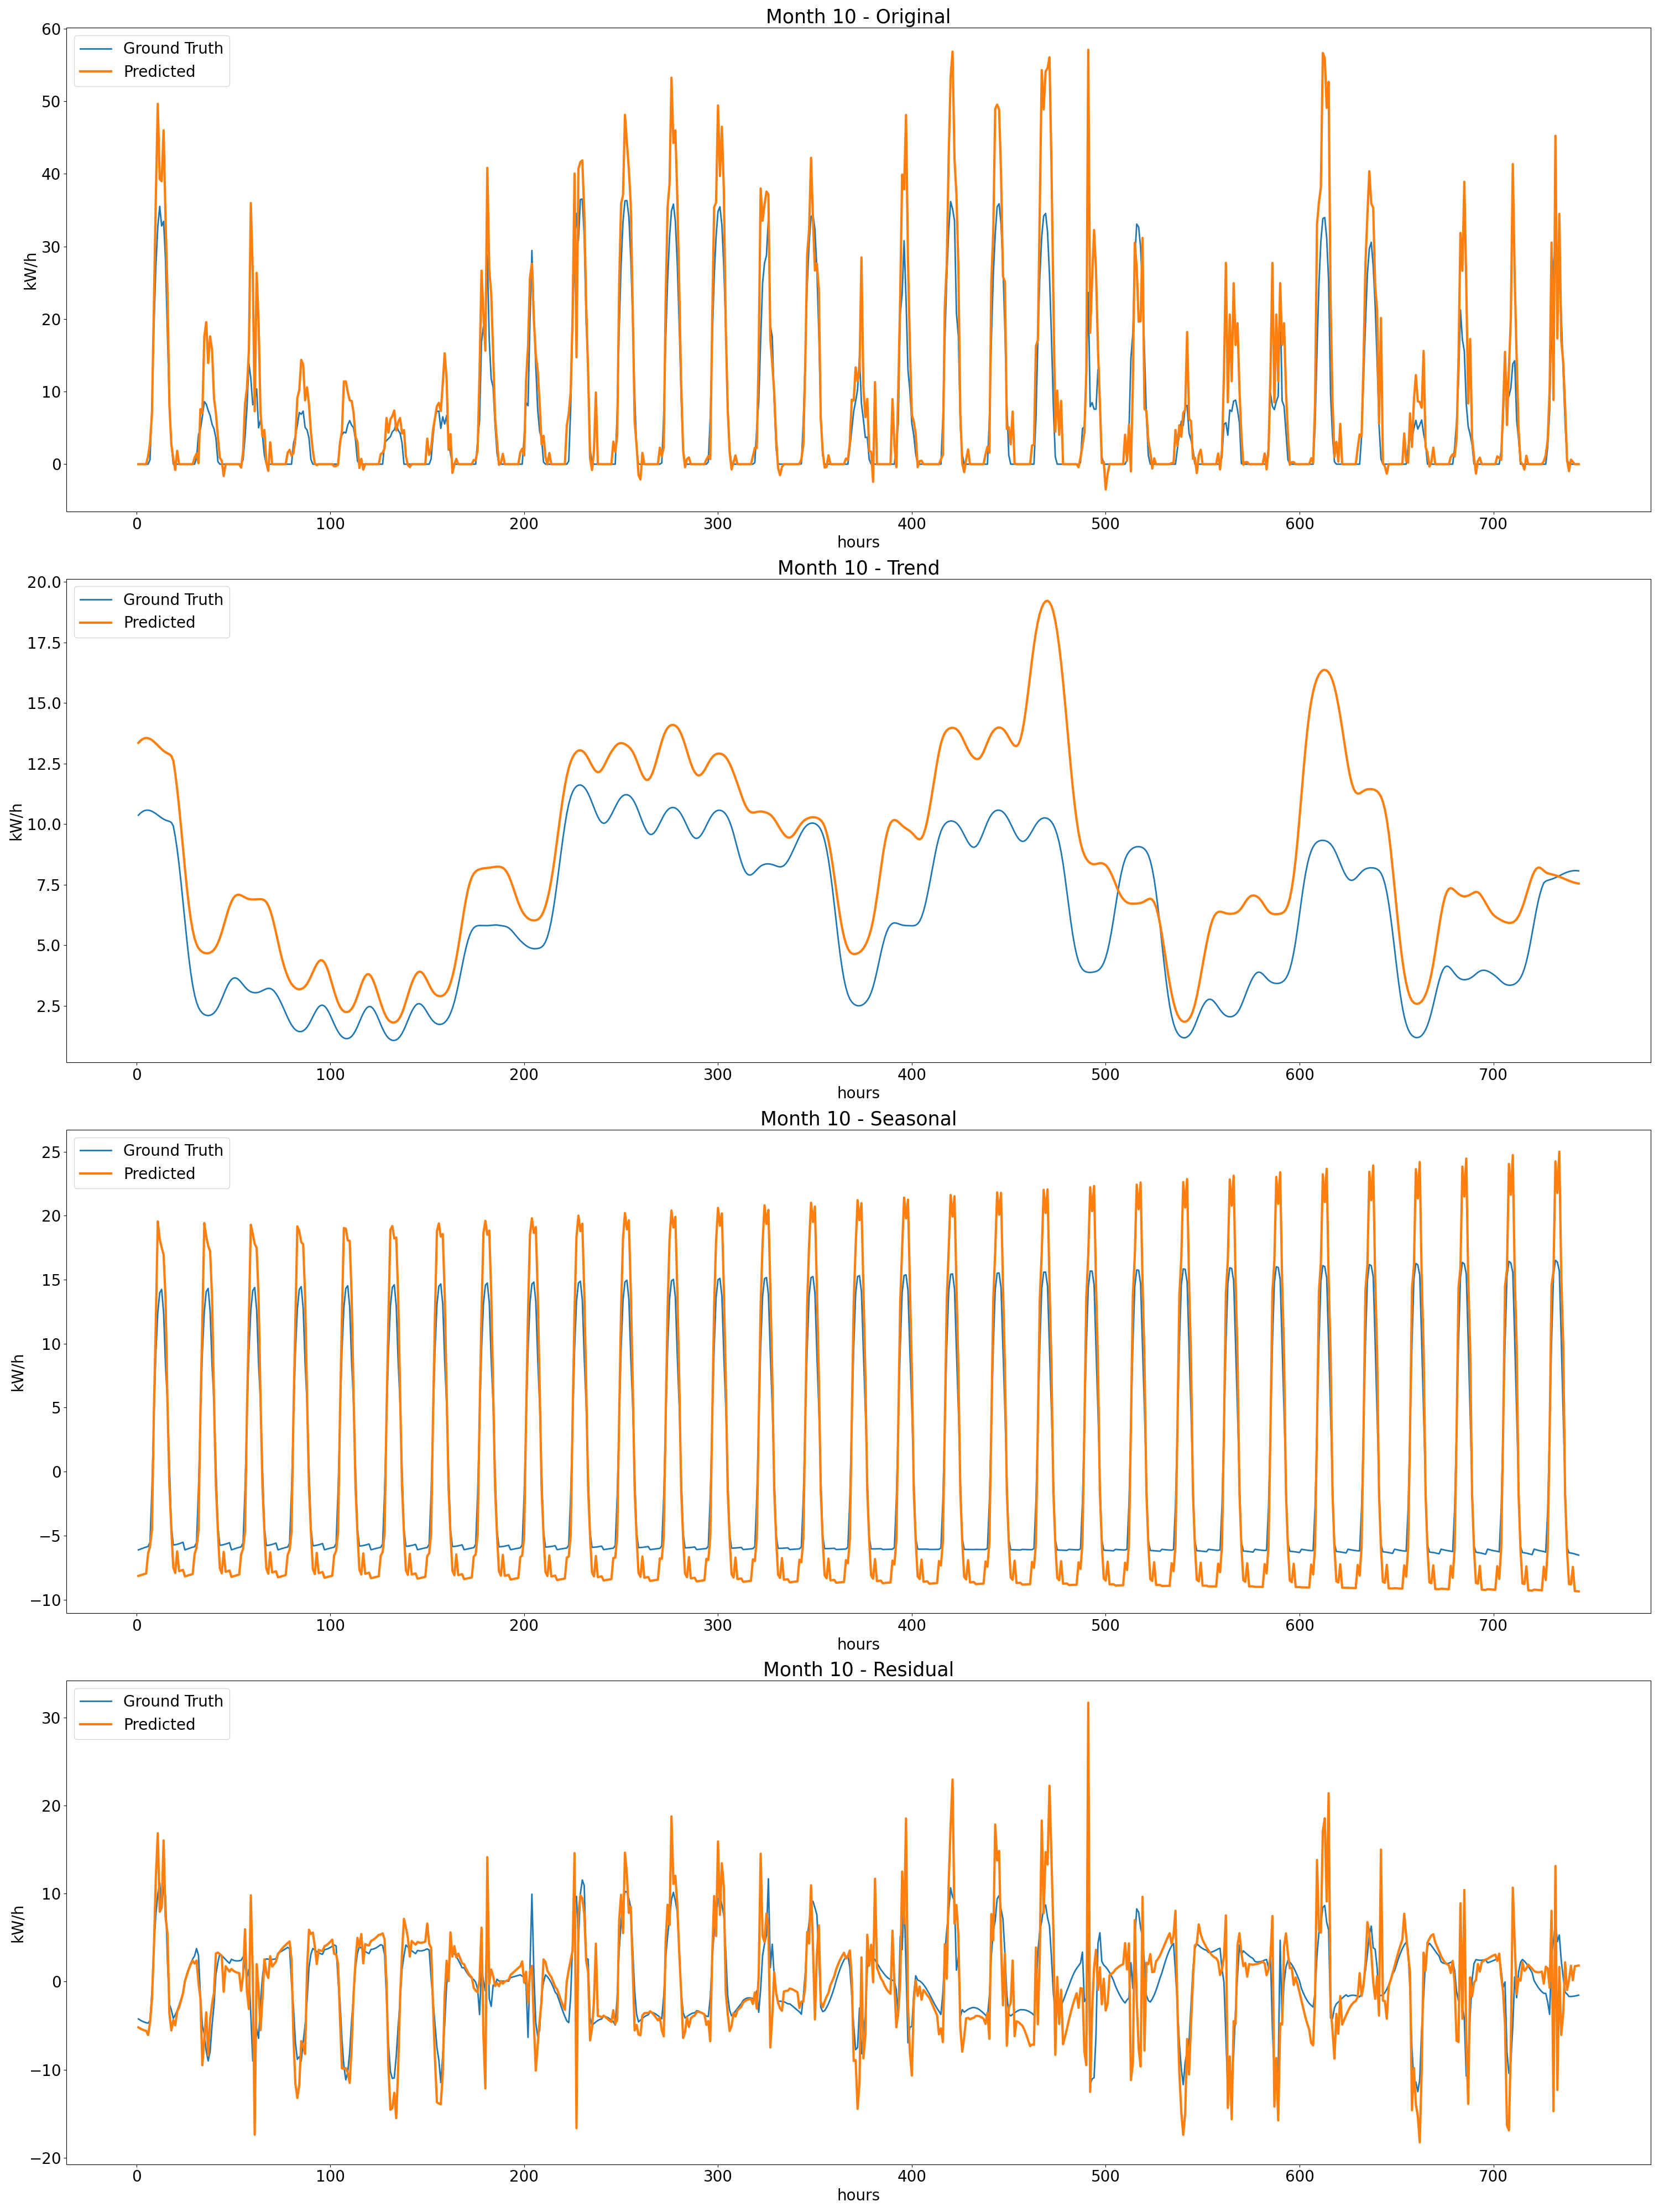 Month 10 - Original
Ground Truth
Predicted
60
50
40
30
20
10
0
kW/h
0 100 200 300 400 500 600 700
hours
Month 10 - Trend
Ground Truth
Predicted
20.0
17.5
15.0
12.5
10.0
7.5
5.0
2.5
kW/h
0 100 200 300 400 500 600 700
hours
Month 10 - Seasonal
Ground Truth
Predicted
25
20
15
10
5
0
−5
−10
kW/h
0 100 200 300 400 500 600 700
hours
Month 10 - Residual
Ground Truth
Predicted
30
20
10
0
−10
−20
kW/h
0 100 200 300 400 500 600 700
hours